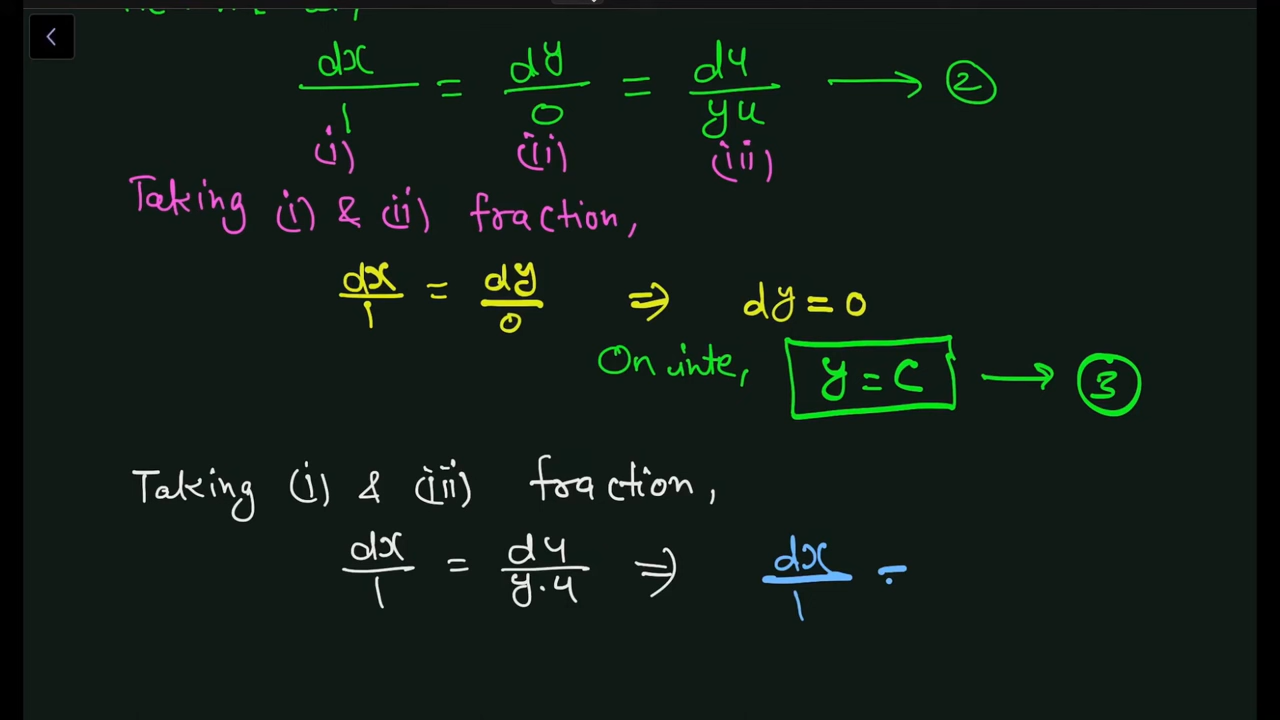 dx/1 = dy/0 = du/yu → ②
(i) (ii) (iii)
Taking (i) & (ii) fraction,
dx/1 = dy/0 ⇒ dy = 0
On inte, y = c → ③
Taking (i) & (iii) fraction,
dx/1 = du/y·u ⇒ dx/1 =